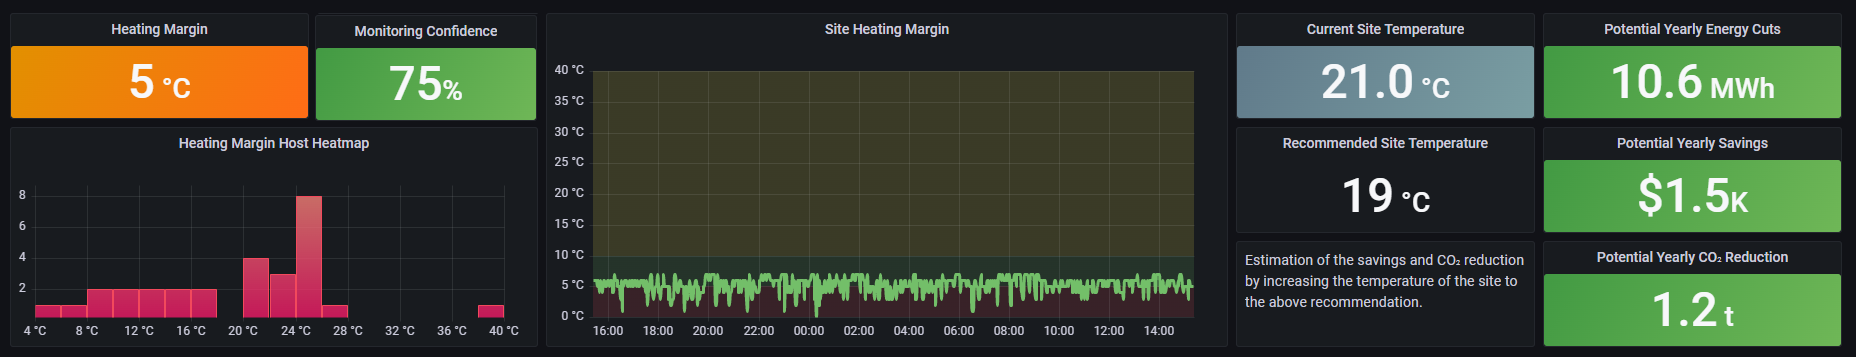 Heating Margin
5 °C
Monitoring Confidence
75%
Heating Margin Host Heatmap
8
6
4
2
4 °C 8 °C 12 °C 16 °C 20 °C 24 °C 28 °C 32 °C 36 °C 40 °C
Site Heating Margin
40 °C
35 °C
30 °C
25 °C
20 °C
15 °C
10 °C
5 °C
0 °C
16:00 18:00 20:00 22:00 00:00 02:00 04:00 06:00 08:00 10:00 12:00 14:00
Current Site Temperature
21.0 °C
Recommended Site Temperature
19 °C
Estimation of the savings and CO₂ reduction
by increasing the temperature of the site to
the above recommendation.
Potential Yearly Energy Cuts
10.6 MWh
Potential Yearly Savings
$1.5K
Potential Yearly CO₂ Reduction
1.2 t